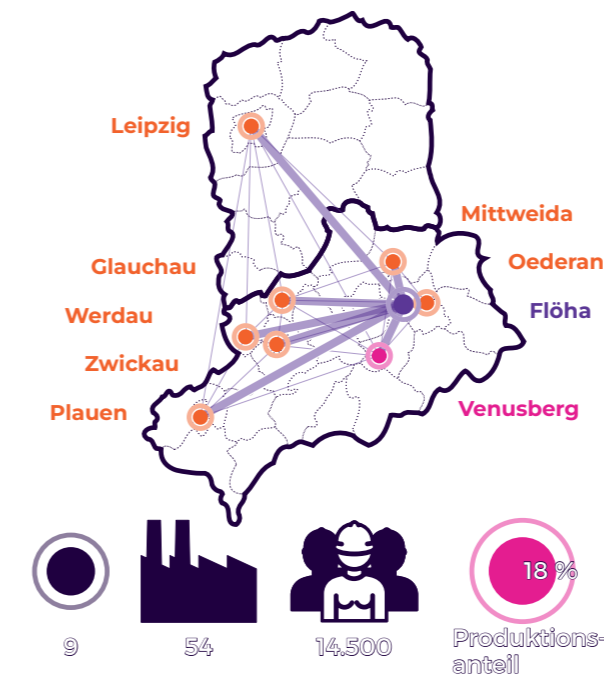 Leipzig
Mittweida
Oederan
Glauchau
Flöha
Werdau
Zwickau
Plauen
Venusberg
18 %
9
54
14.500
Produktions-
anteil